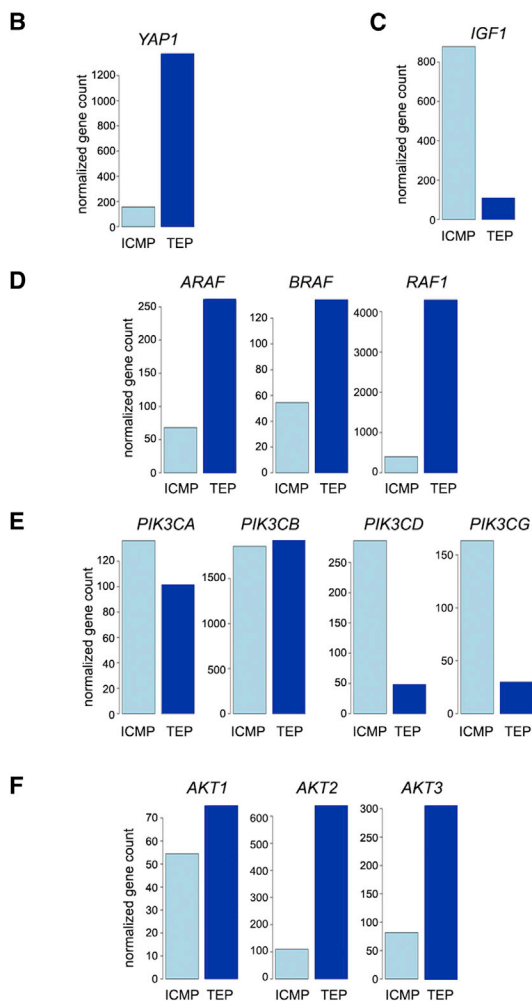 B
YAP1
normalized gene count
1200
1000
800
600
400
200
0
ICMP TEP
C
IGF1
normalized gene count
800
600
400
200
0
ICMP TEP
D
ARAF BRAF RAF1
normalized gene count
250
200
150
100
50
0
ICMP TEP
120
100
80
60
40
20
0
ICMP TEP
4000
3000
2000
1000
0
ICMP TEP
E
PIK3CA PIK3CB PIK3CD PIK3CG
normalized gene count
120
100
80
60
40
20
0
ICMP TEP
1500
1000
500
0
ICMP TEP
250
200
150
100
50
0
ICMP TEP
150
100
50
0
ICMP TEP
F
AKT1 AKT2 AKT3
normalized gene count
70
60
50
40
30
20
10
0
ICMP TEP
600
500
400
300
200
100
0
ICMP TEP
300
250
200
150
100
50
0
ICMP TEP